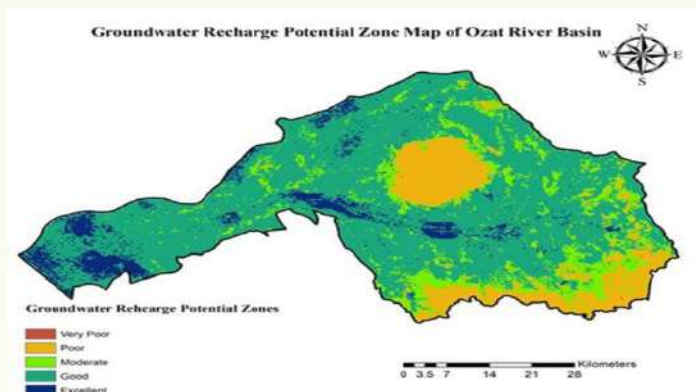 Groundwater Recharge Potential Zone Map of Ozat River Basin
N
W E
S
Groundwater Rehcarge Potential Zones
Very Poor
Poor
Moderate
Good
Excellent
Kilometers
0 3.5 7 14 21 28